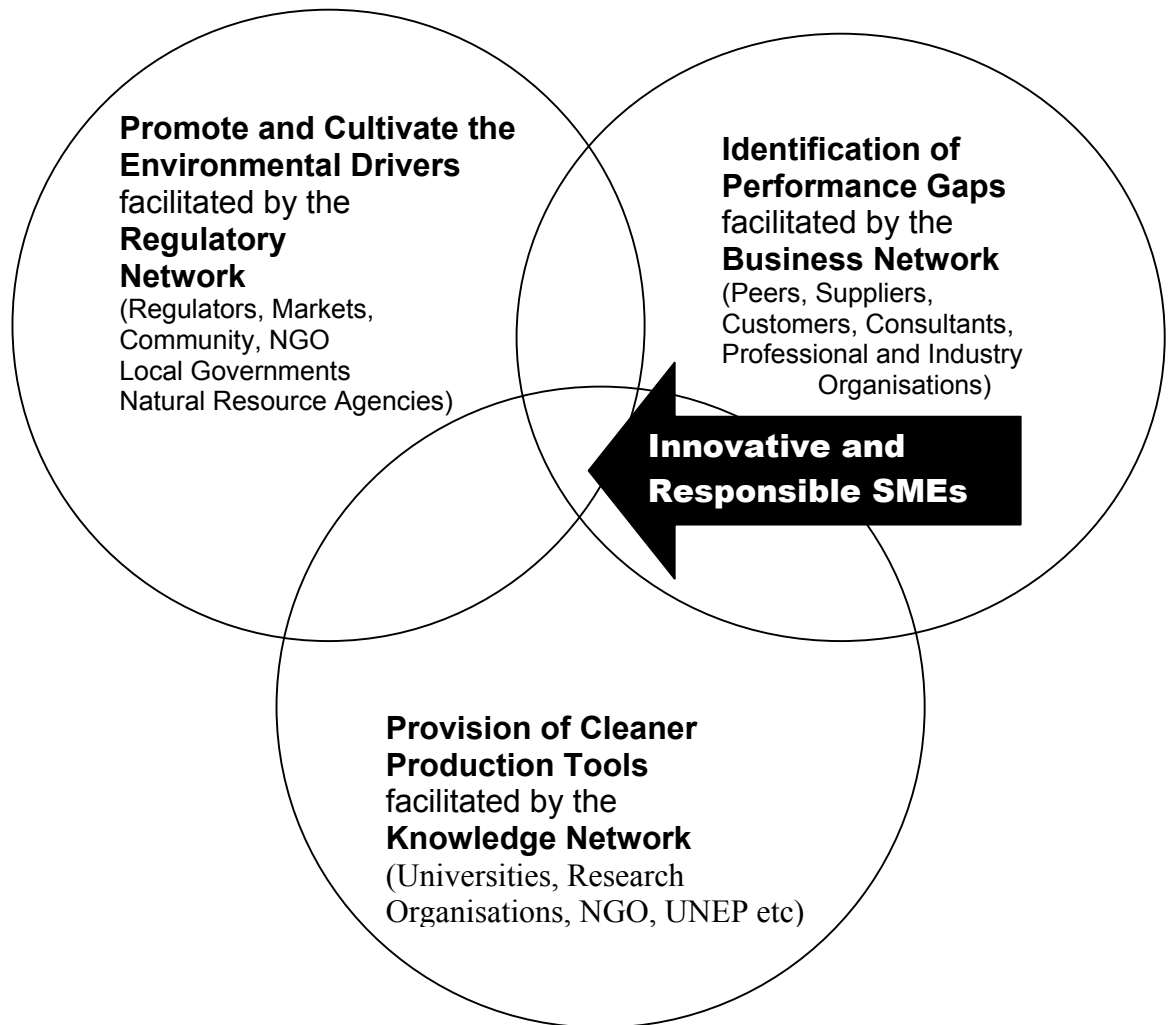 Promote and Cultivate the
Environmental Drivers
facilitated by the
Regulatory
Network
(Regulators, Markets,
Community, NGO
Local Governments
Natural Resource Agencies)
Identification of
Performance Gaps
facilitated by the
Business Network
(Peers, Suppliers,
Customers, Consultants,
Professional and Industry
Organisations)
Innovative and
Responsible SMEs
Provision of Cleaner
Production Tools
facilitated by the
Knowledge Network
(Universities, Research
Organisations, NGO, UNEP etc)